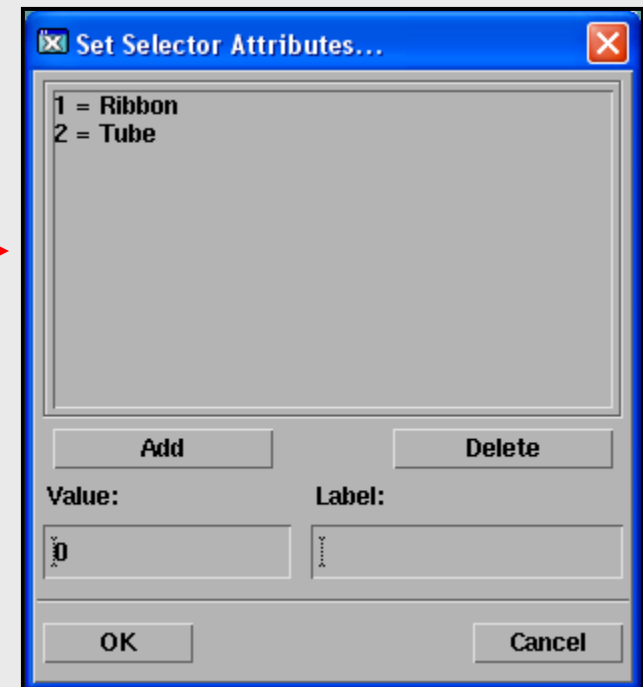 Set Selector Attributes...
1 = Ribbon
2 = Tube
Add Delete
Value: Label:
0
OK Cancel